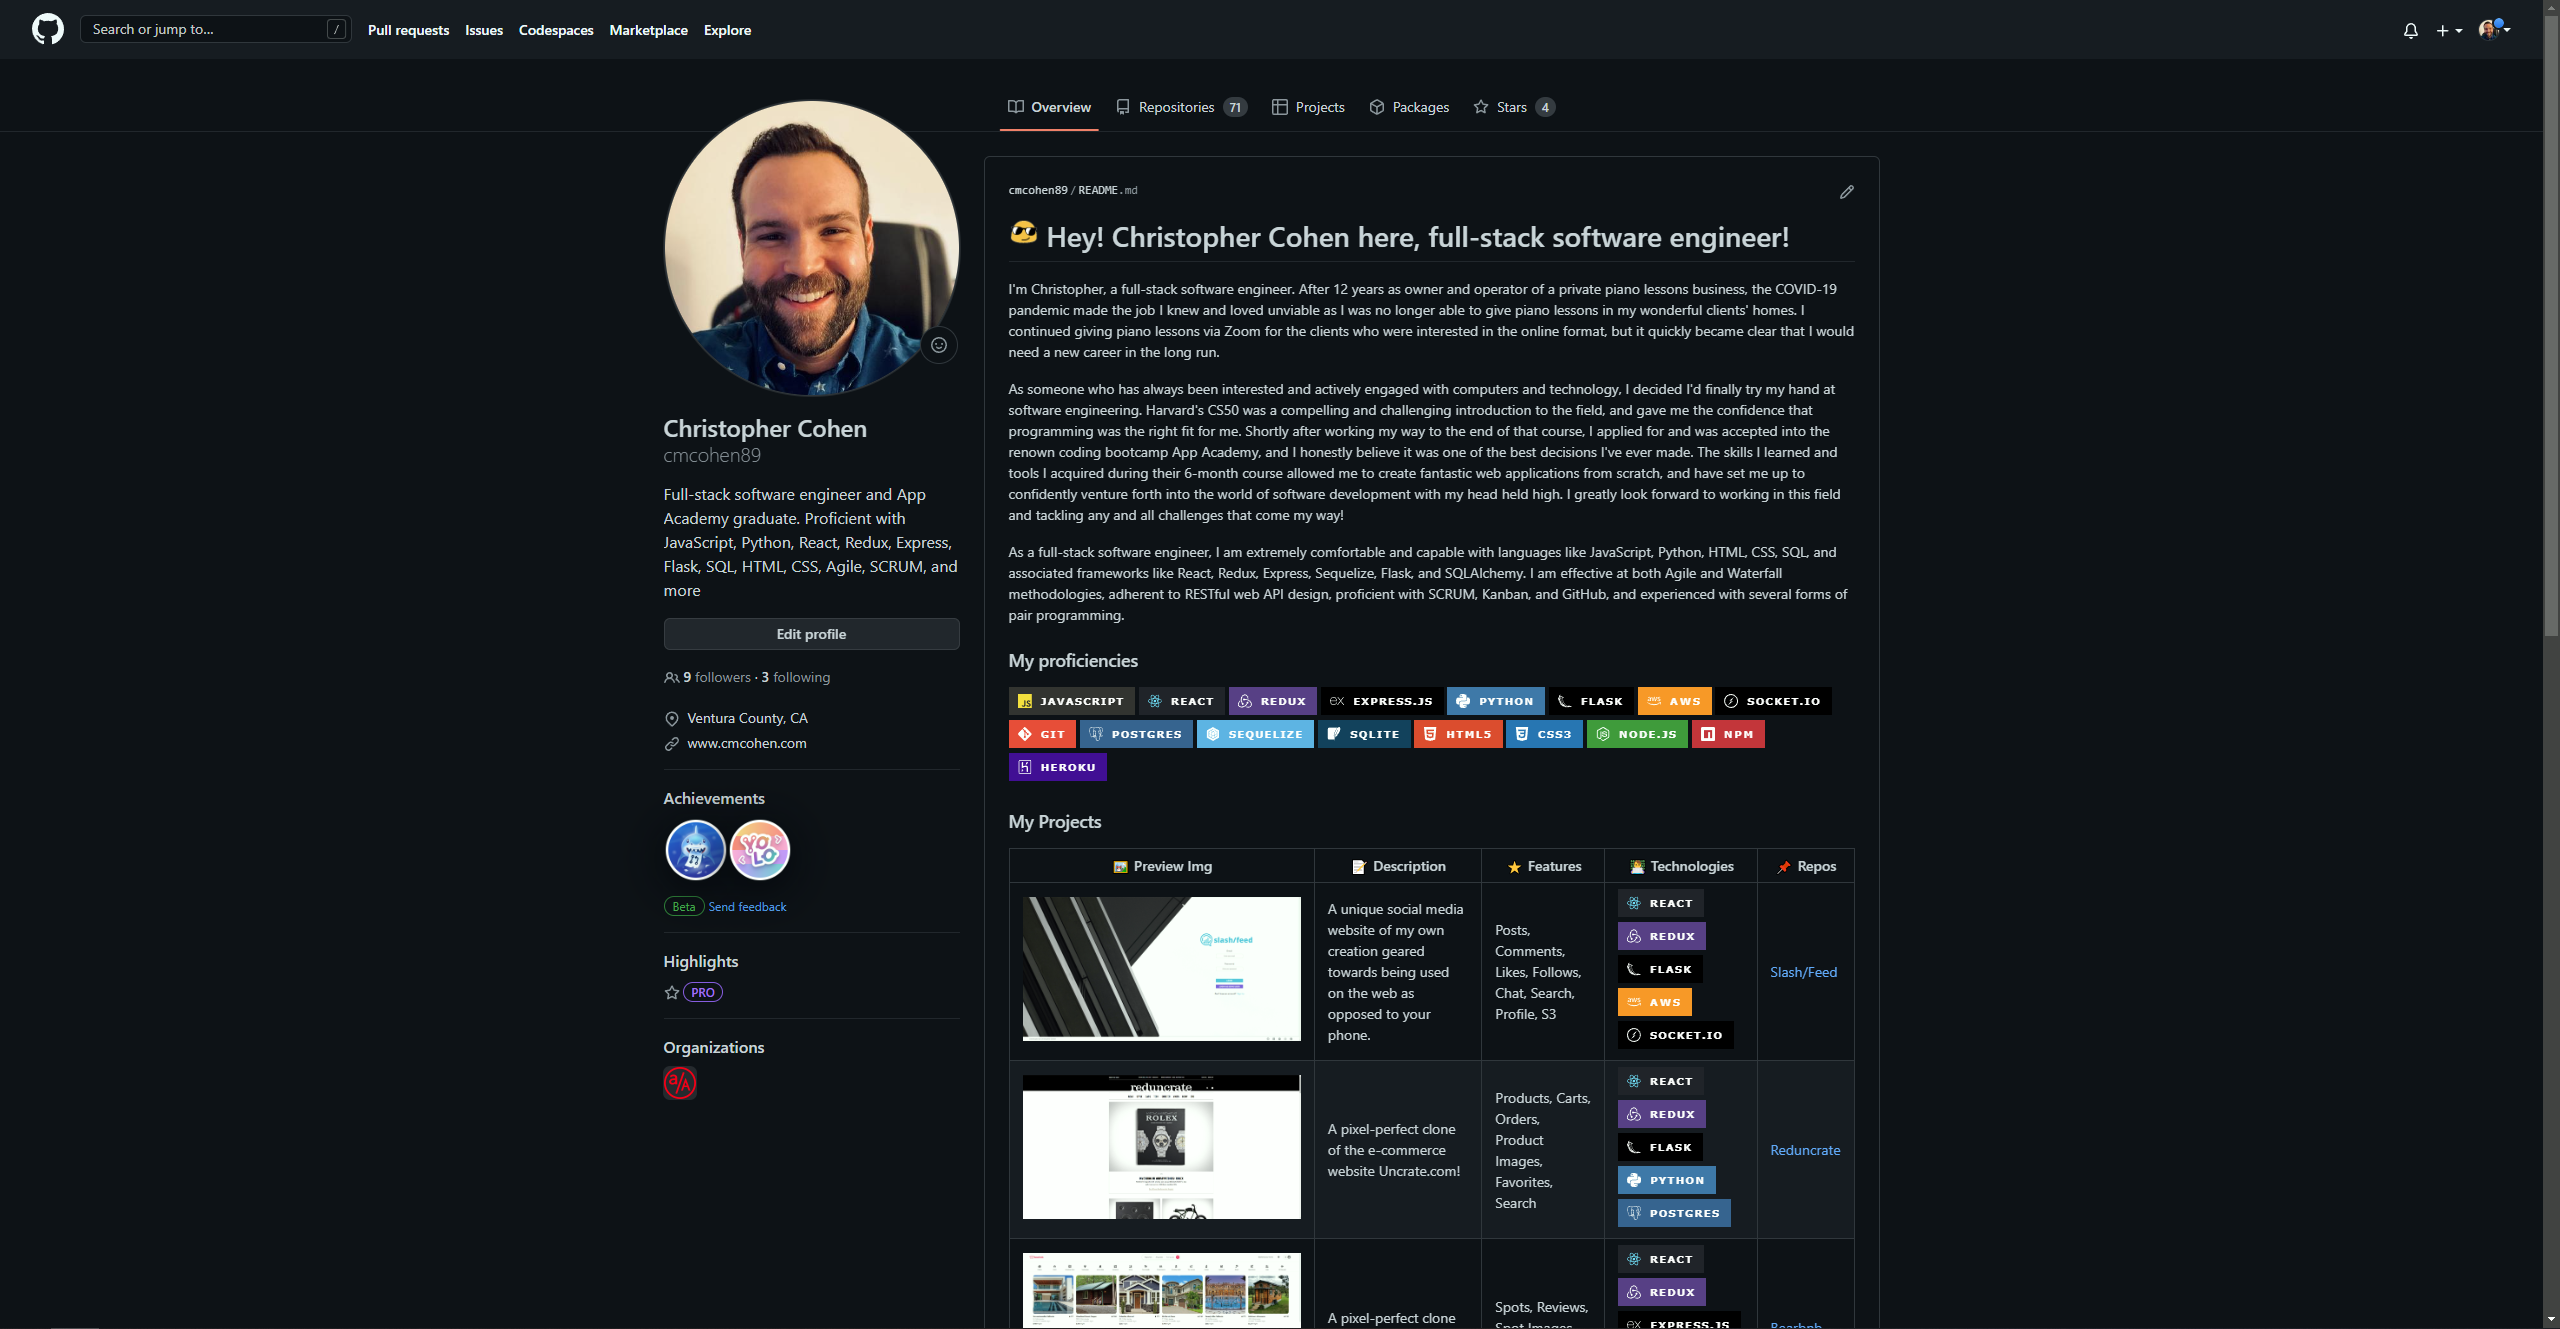 Search or jump to...
/
Pull requests
Issues
Codespaces
Marketplace
Explore
Overview
Repositories 71
Projects
Packages
Stars 4
Christopher Cohen
cmcohen89
Full-stack software engineer and App
Academy graduate. Proficient with
JavaScript, Python, React, Redux, Express,
Flask, SQL, HTML, CSS, Agile, SCRUM, and
more
Edit profile
9 followers · 3 following
Ventura County, CA
www.cmcohen.com
Achievements
YOLO
Beta Send feedback
Highlights
PRO
Organizations
a/A
cmcohen89/README.md
Hey! Christopher Cohen here, full-stack software engineer!
I'm Christopher, a full-stack software engineer. After 12 years as owner and operator of a private piano lessons business, the COVID-19
pandemic made the job I knew and loved unviable as I was no longer able to give piano lessons in my wonderful clients' homes. I
continued giving piano lessons via Zoom for the clients who were interested in the online format, but it quickly became clear that I would
need a new career in the long run.
As someone who has always been interested and actively engaged with computers and technology, I decided I'd finally try my hand at
software engineering. Harvard's CS50 was a compelling and challenging introduction to the field, and gave me the confidence that
programming was the right fit for me. Shortly after working my way to the end of that course, I applied for and was accepted into the
renown coding bootcamp App Academy, and I honestly believe it was one of the best decisions I've ever made. The skills I learned and
tools I acquired during their 6-month course allowed me to create fantastic web applications from scratch, and have set me up to
confidently venture forth into the world of software development with my head held high. I greatly look forward to working in this field
and tackling any and all challenges that come my way!
As a full-stack software engineer, I am extremely comfortable and capable with languages like JavaScript, Python, HTML, CSS, SQL, and
associated frameworks like React, Redux, Express, Sequelize, Flask, and SQLAlchemy. I am effective at both Agile and Waterfall
methodologies, adherent to RESTful web API design, proficient with SCRUM, Kanban, and GitHub, and experienced with several forms of
pair programming.
My proficiencies
JS JAVASCRIPT REACT REDUX ex EXPRESS.JS PYTHON FLASK aws AWS SOCKET.IO
GIT POSTGRES SEQUELIZE SQLITE HTML5 CSS3 NODE.JS NPM
HEROKU
My Projects
Preview Img
Description
Features
Technologies
Repos
slash/feed
A unique social media
website of my own
creation geared
towards being used
on the web as
opposed to your
phone.
Posts,
Comments,
Likes, Follows,
Chat, Search,
Profile, S3
REACT
REDUX
FLASK
aws AWS
SOCKET.IO
Slash/Feed
reduncrate
ROLEX
A pixel-perfect clone
of the e-commerce
website Uncrate.com!
Products, Carts,
Orders,
Product
Images,
Favorites,
Search
REACT
REDUX
FLASK
PYTHON
POSTGRES
Reduncrate
A pixel-perfect clone
Spots, Reviews,
Spot Images,
REACT
REDUX
ex EXPRESS.JS
Bearbnb